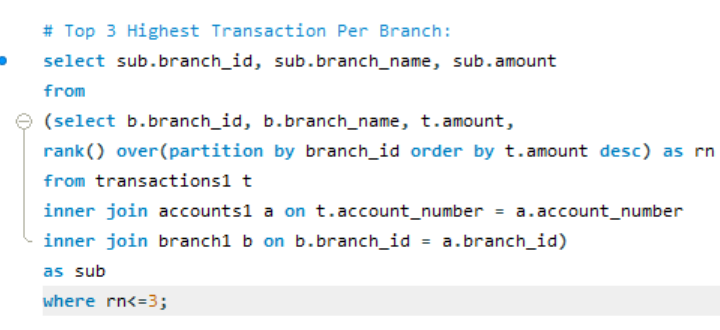 # Top 3 Highest Transaction Per Branch:
select sub.branch_id, sub.branch_name, sub.amount
from
(select b.branch_id, b.branch_name, t.amount,
rank() over(partition by branch_id order by t.amount desc) as rn
from transactions1 t
inner join accounts1 a on t.account_number = a.account_number
inner join branch1 b on b.branch_id = a.branch_id)
as sub
where rn<=3;